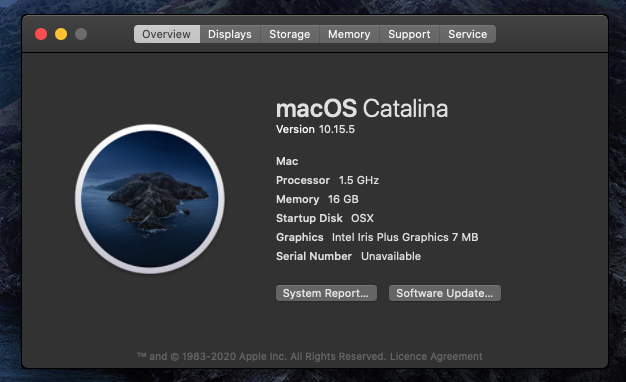 Overview Displays Storage Memory Support Service
macOS Catalina
Version 10.15.5
Mac
Processor 1.5 GHz
Memory 16 GB
Startup Disk OSX
Graphics Intel Iris Plus Graphics 7 MB
Serial Number Unavailable
System Report... Software Update...
™ and © 1983-2020 Apple Inc. All Rights Reserved. Licence Agreement